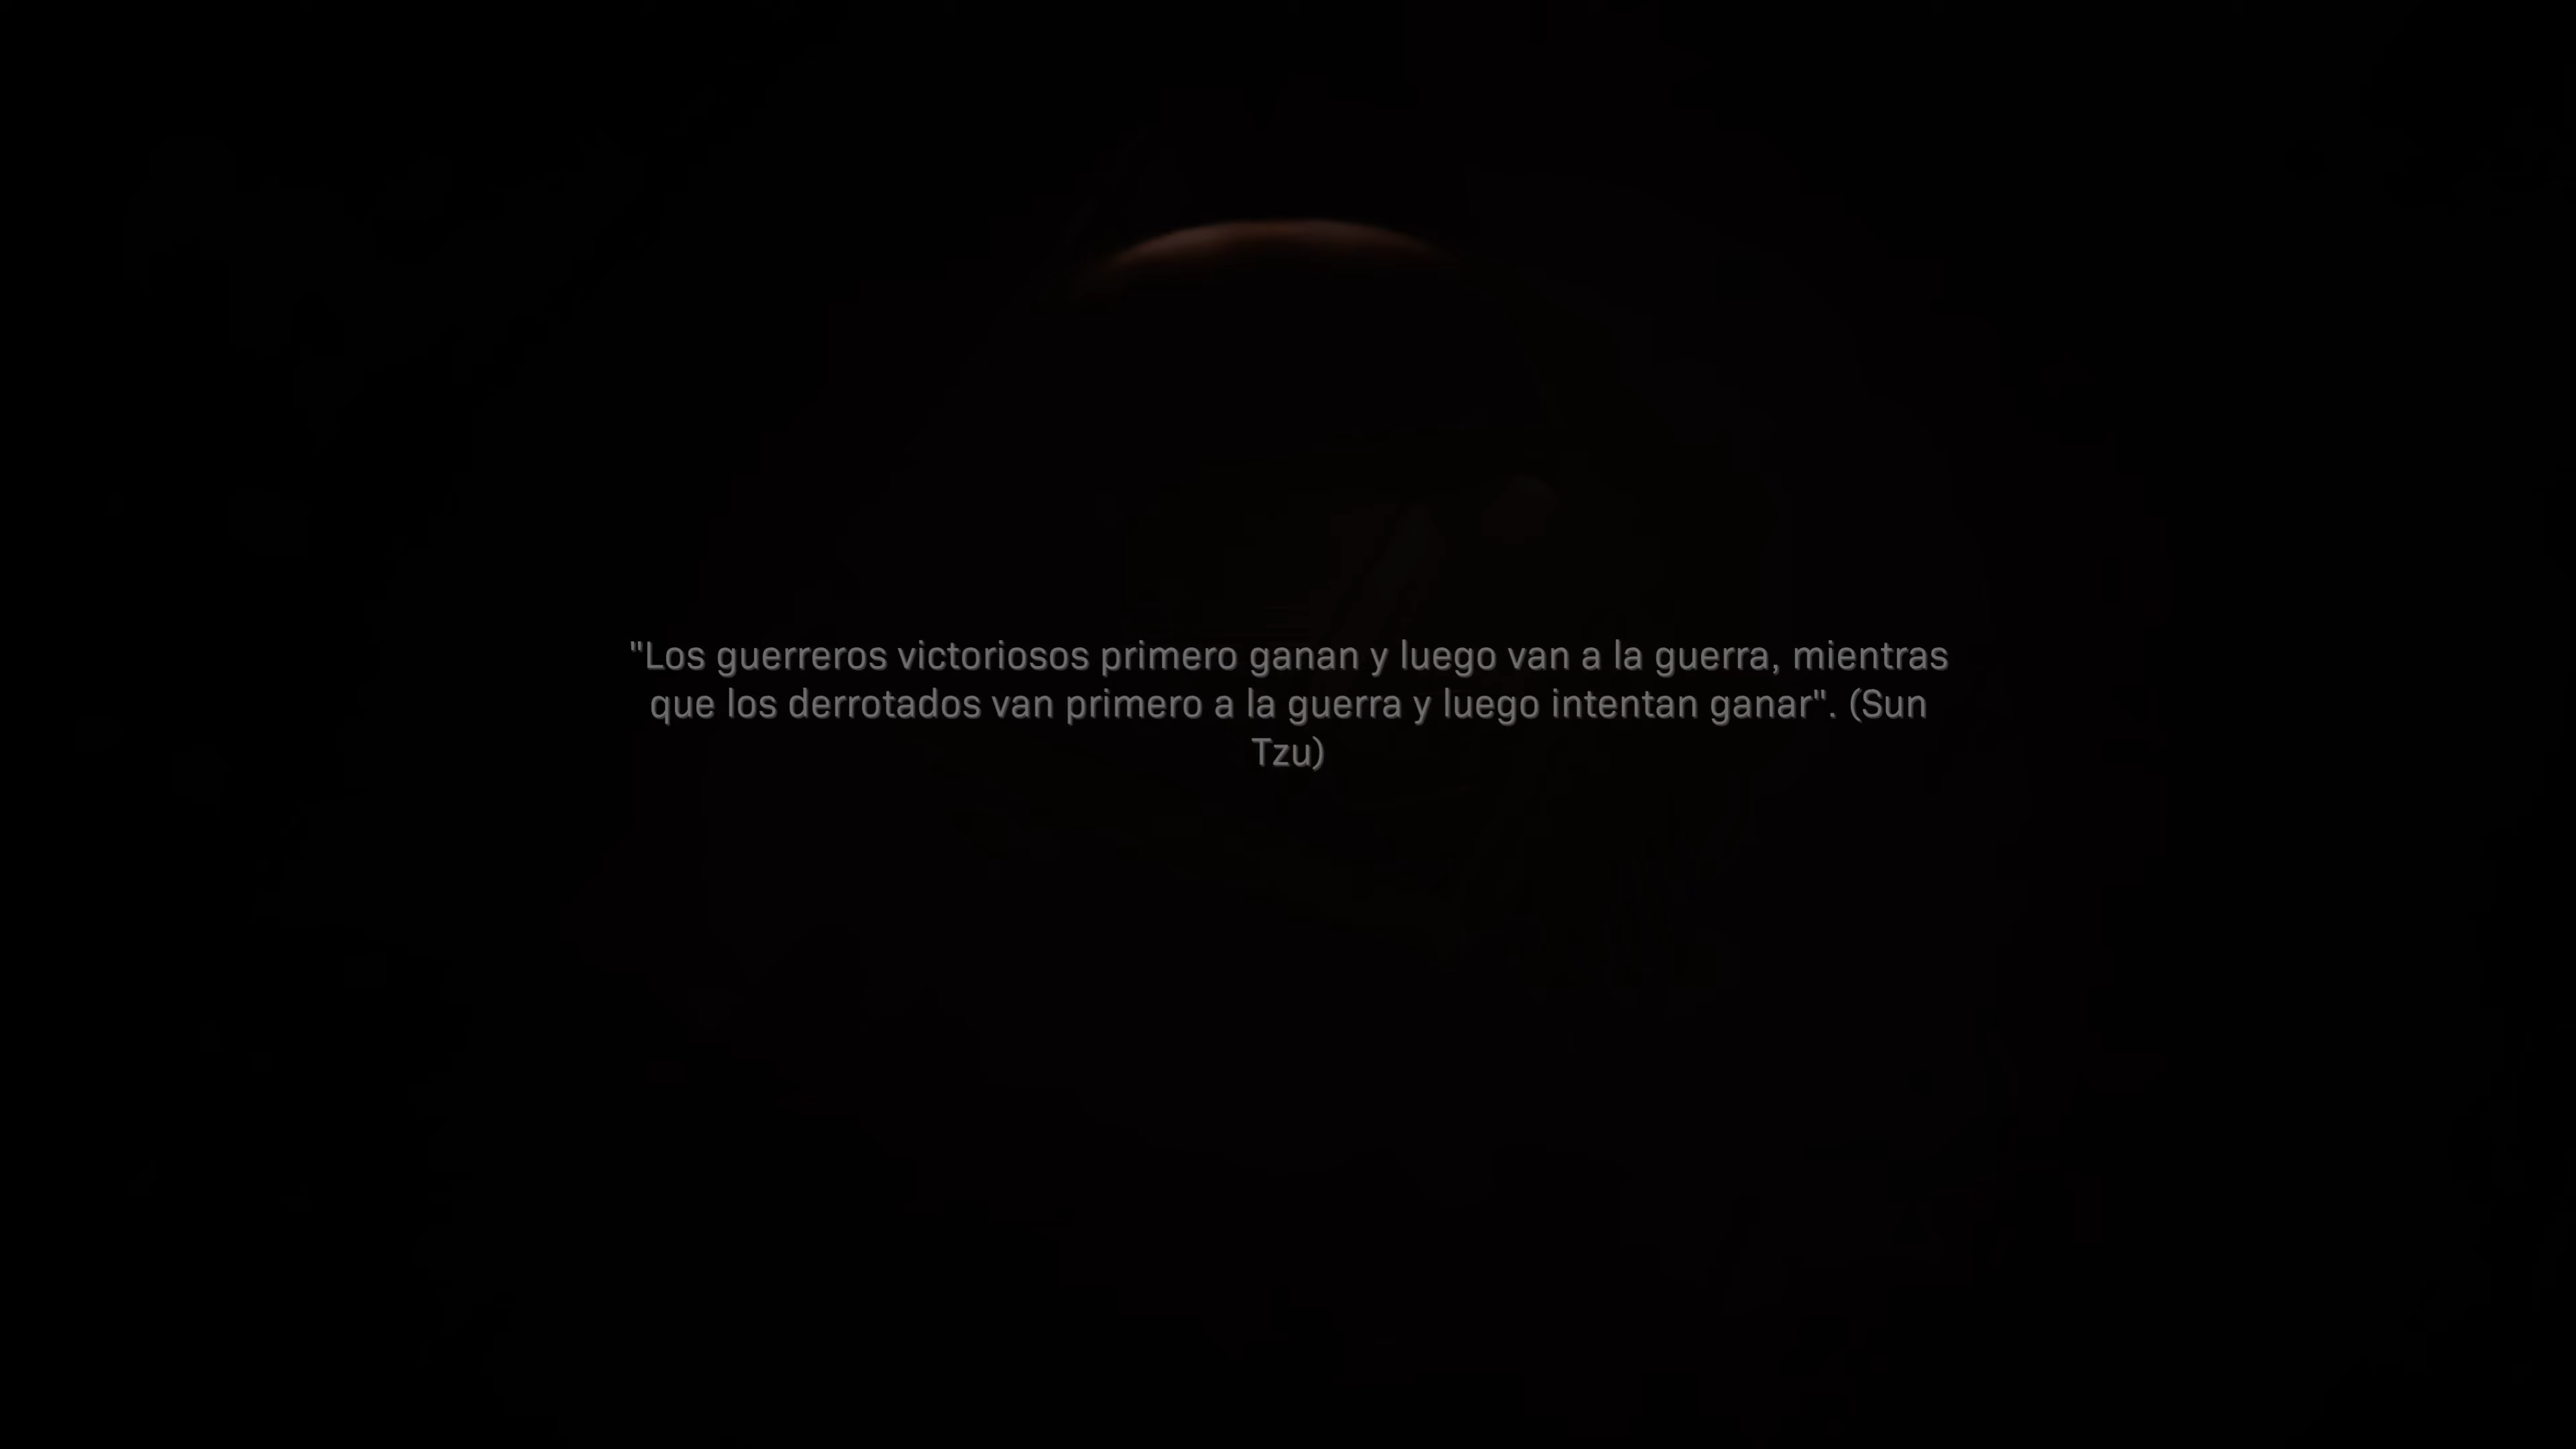 "Los guerreros victoriosos primero ganan y luego van a la guerra, mientras
que los derrotados van primero a la guerra y luego intentan ganar". (Sun
Tzu)